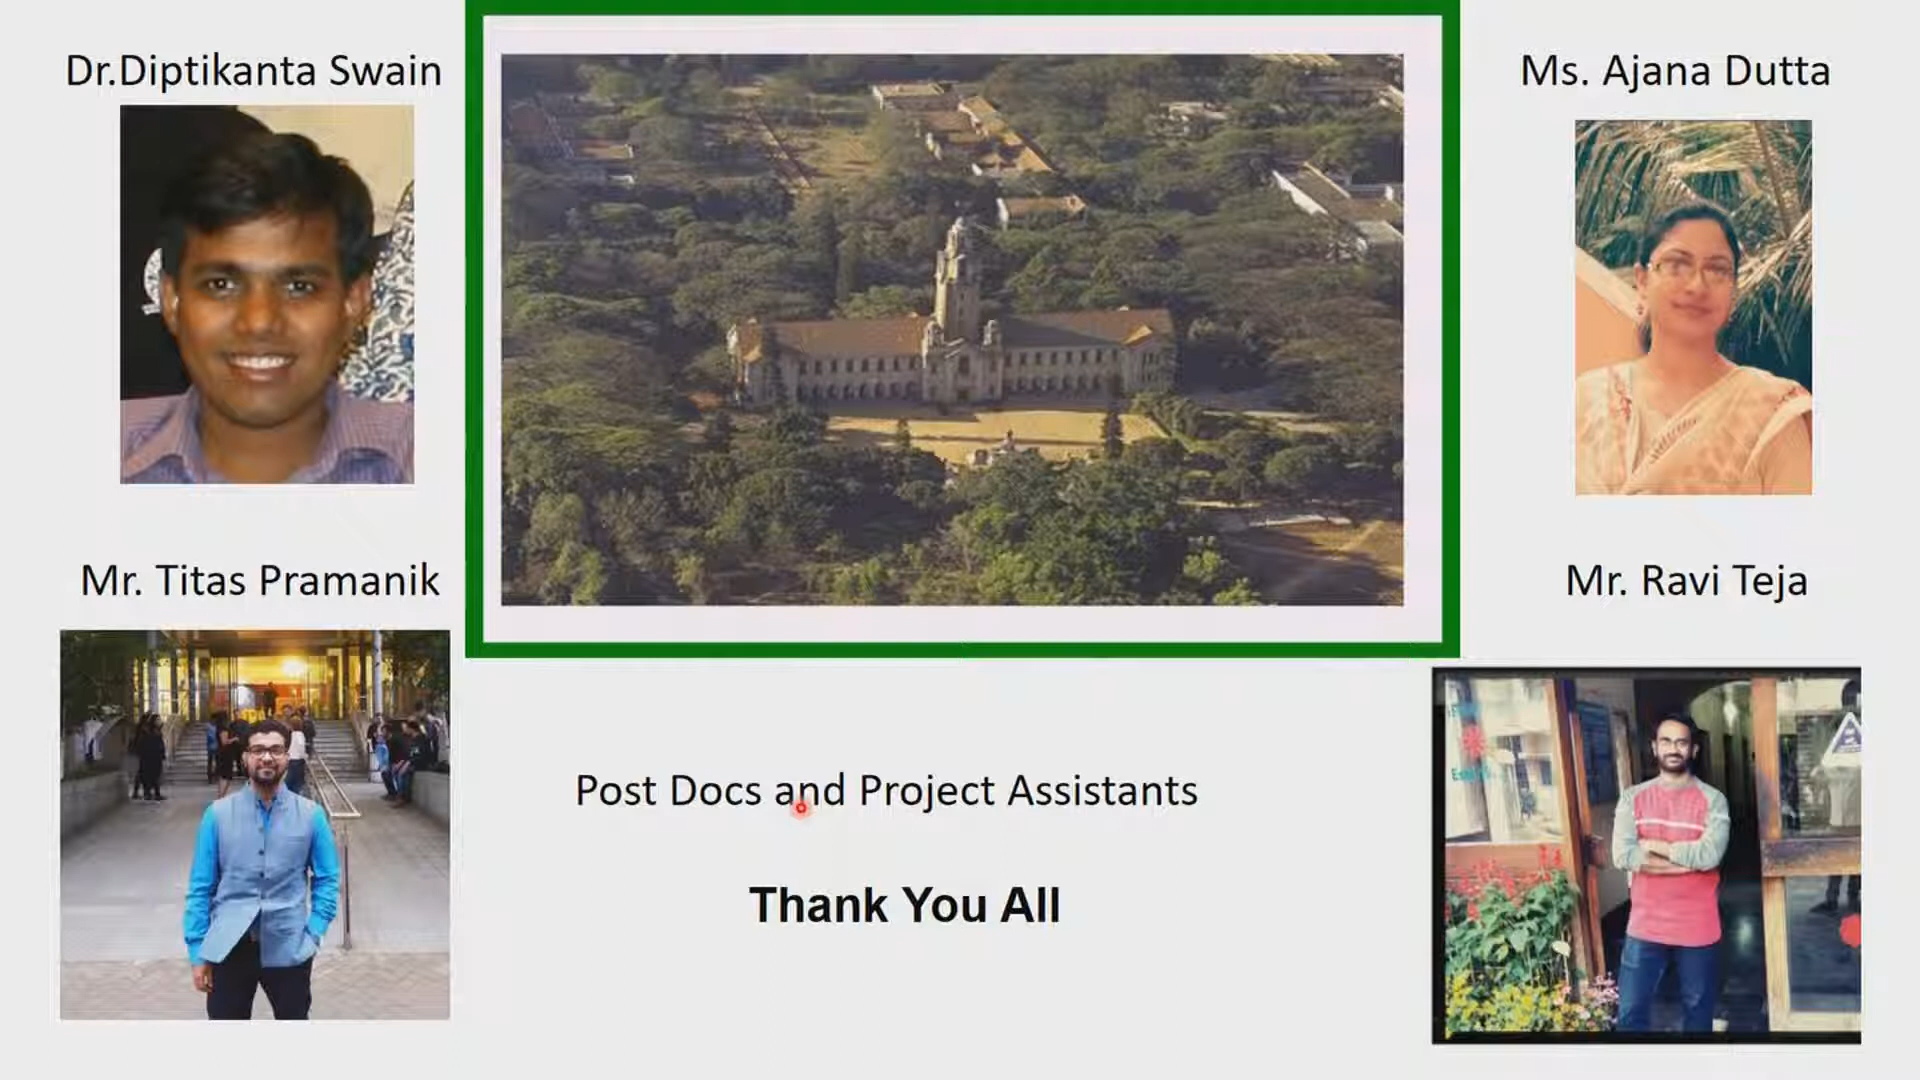 Dr.Diptikanta Swain
Ms. Ajana Dutta
Mr. Titas Pramanik
Mr. Ravi Teja
Post Docs and Project Assistants
Thank You All